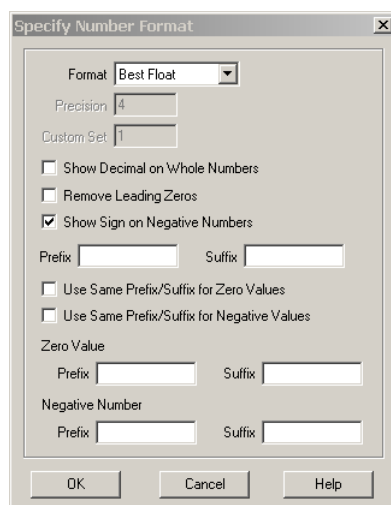 Specify Number Format
Format Best Float
Precision 4
Custom Set 1
Show Decimal on Whole Numbers
Remove Leading Zeros
Show Sign on Negative Numbers
Prefix Suffix
Use Same Prefix/Suffix for Zero Values
Use Same Prefix/Suffix for Negative Values
Zero Value
Prefix Suffix
Negative Number
Prefix Suffix
OK Cancel Help